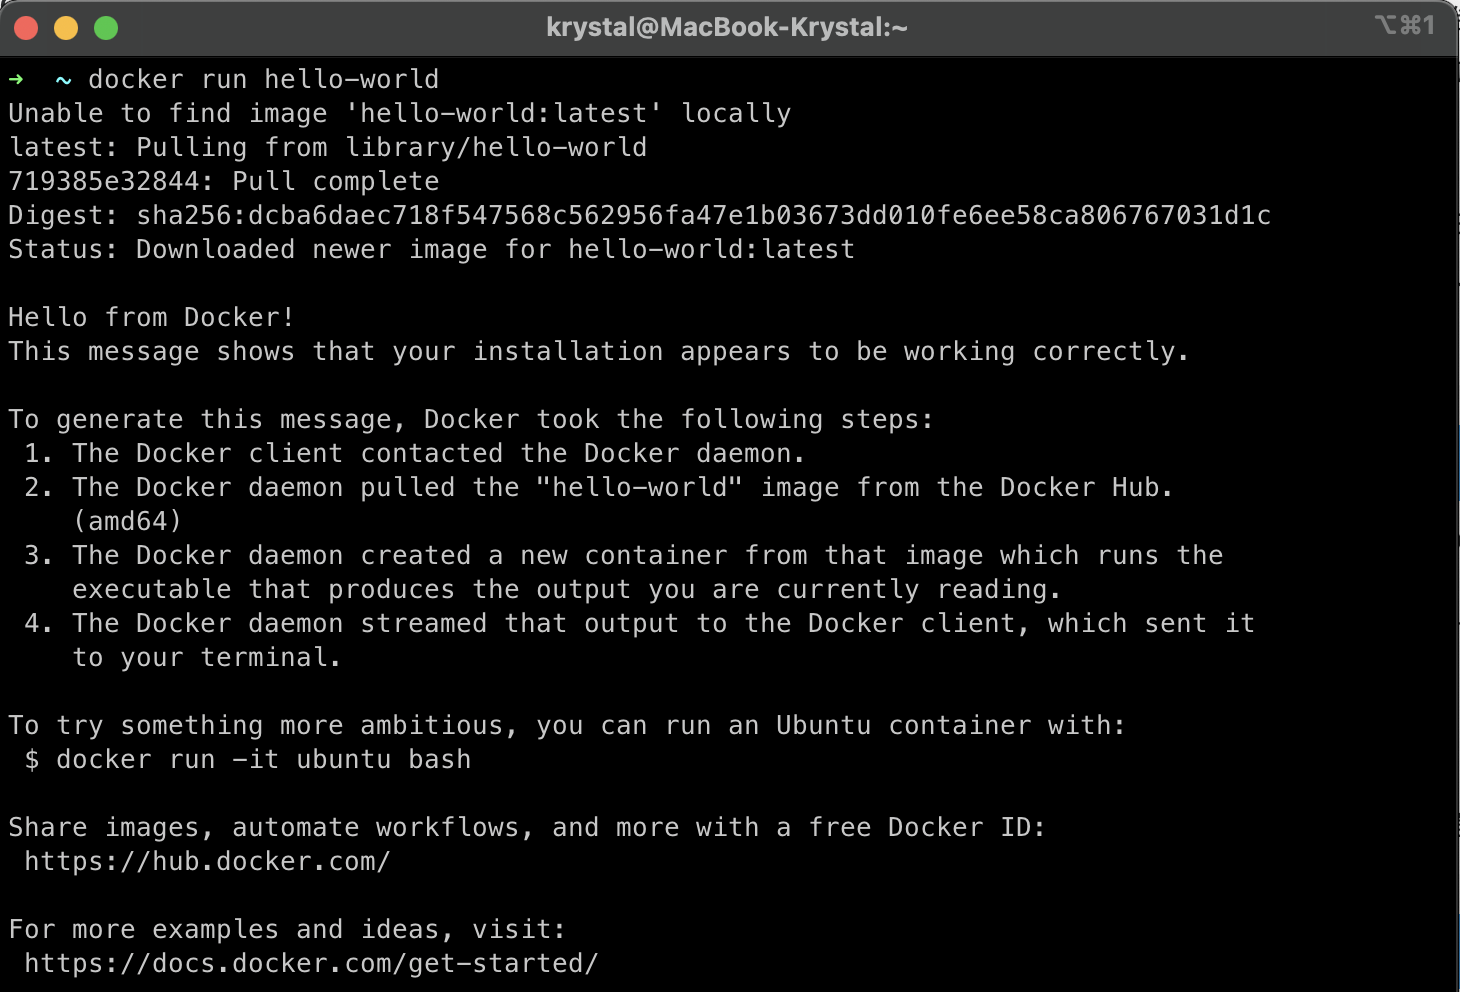 krystal@MacBook-Krystal:~
⌥⌘1
→ ~ docker run hello-world
Unable to find image 'hello-world:latest' locally
latest: Pulling from library/hello-world
719385e32844: Pull complete
Digest: sha256:dcba6daec718f547568c562956fa47e1b03673dd010fe6ee58ca806767031d1c
Status: Downloaded newer image for hello-world:latest

Hello from Docker!
This message shows that your installation appears to be working correctly.

To generate this message, Docker took the following steps:
 1. The Docker client contacted the Docker daemon.
 2. The Docker daemon pulled the "hello-world" image from the Docker Hub.
    (amd64)
 3. The Docker daemon created a new container from that image which runs the
    executable that produces the output you are currently reading.
 4. The Docker daemon streamed that output to the Docker client, which sent it
    to your terminal.

To try something more ambitious, you can run an Ubuntu container with:
 $ docker run -it ubuntu bash

Share images, automate workflows, and more with a free Docker ID:
 https://hub.docker.com/

For more examples and ideas, visit:
 https://docs.docker.com/get-started/